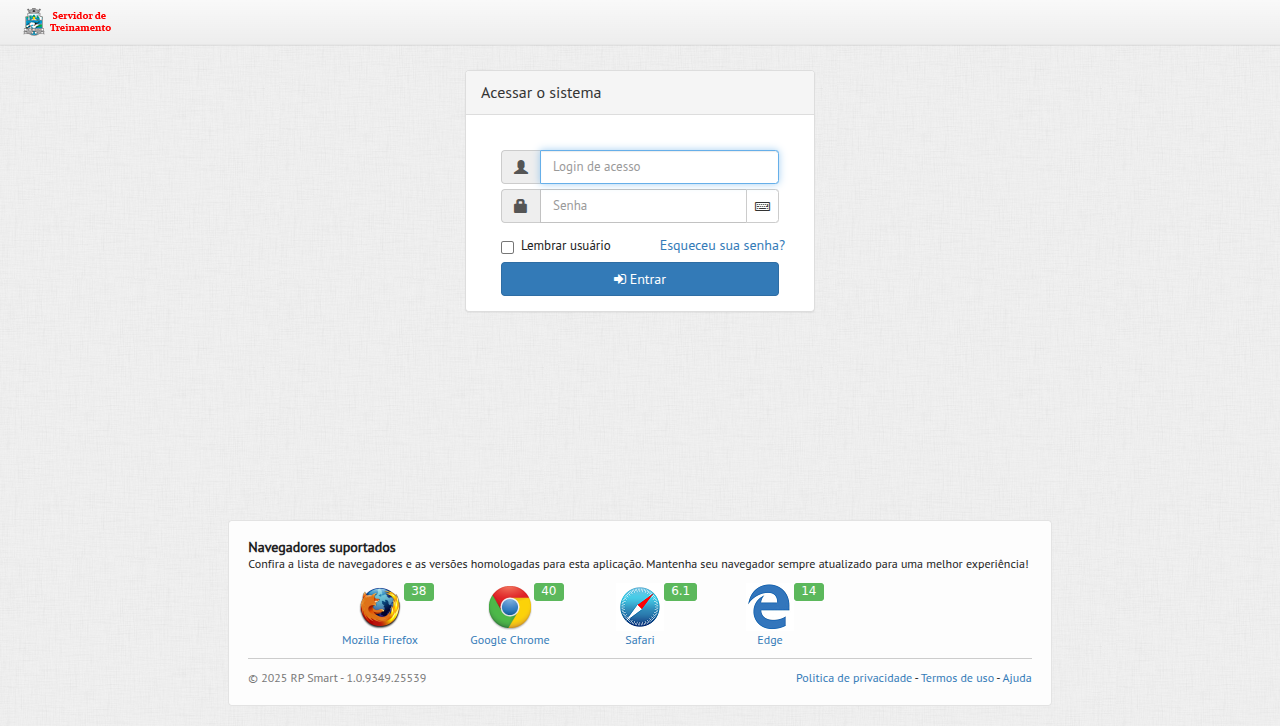 Servidor de
Treinamento
Acessar o sistema
Login de acesso
Senha
Lembrar usuário Esqueceu sua senha?
Entrar
Navegadores suportados
Confira a lista de navegadores e as versões homologadas para esta aplicação. Mantenha seu navegador sempre atualizado para uma melhor experiência!
38 40 6.1 14
Mozilla Firefox Google Chrome Safari Edge
© 2025 RP Smart - 1.0.9349.25539 Politica de privacidade - Termos de uso - Ajuda